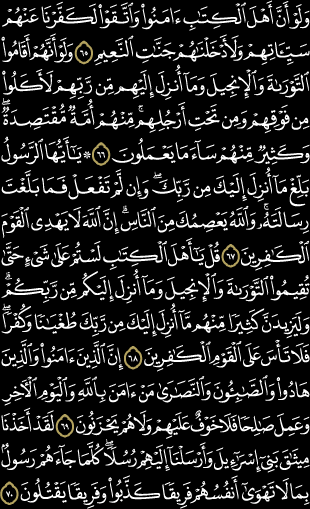 وَلَوْ أَنَّ أَهْلَ ٱلْكِتَٰبِ ءَامَنُوا۟ وَٱتَّقَوْا۟ لَكَفَّرْنَا عَنْهُمْ
سَيِّـَٔاتِهِمْ وَلَأَدْخَلْنَٰهُمْ جَنَّٰتِ ٱلنَّعِيمِ ٦٥ وَلَوْ أَنَّهُمْ أَقَامُوا۟
ٱلتَّوْرَىٰةَ وَٱلْإِنجِيلَ وَمَآ أُنزِلَ إِلَيْهِم مِّن رَّبِّهِمْ لَأَكَلُوا۟
مِن فَوْقِهِمْ وَمِن تَحْتِ أَرْجُلِهِم ۚ مِّنْهُمْ أُمَّةٌ مُّقْتَصِدَةٌ ۖ
وَكَثِيرٌ مِّنْهُمْ سَآءَ مَا يَعْمَلُونَ ٦٦ ۞ يَٰٓأَيُّهَا ٱلرَّسُولُ
بَلِّغْ مَآ أُنزِلَ إِلَيْكَ مِن رَّبِّكَ ۖ وَإِن لَّمْ تَفْعَلْ فَمَا بَلَّغْتَ
رِسَالَتَهُۥ ۚ وَٱللَّهُ يَعْصِمُكَ مِنَ ٱلنَّاسِ ۗ إِنَّ ٱللَّهَ لَا يَهْدِى ٱلْقَوْمَ
ٱلْكَٰفِرِينَ ٦٧ قُلْ يَٰٓأَهْلَ ٱلْكِتَٰبِ لَسْتُمْ عَلَىٰ شَىْءٍ حَتَّىٰ
تُقِيمُوا۟ ٱلتَّوْرَىٰةَ وَٱلْإِنجِيلَ وَمَآ أُنزِلَ إِلَيْكُم مِّن رَّبِّكُمْ ۗ
وَلَيَزِيدَنَّ كَثِيرًا مِّنْهُم مَّآ أُنزِلَ إِلَيْكَ مِن رَّبِّكَ طُغْيَٰنًا وَكُفْرًا ۖ
فَلَا تَأْسَ عَلَى ٱلْقَوْمِ ٱلْكَٰفِرِينَ ٦٨ إِنَّ ٱلَّذِينَ ءَامَنُوا۟ وَٱلَّذِينَ
هَادُوا۟ وَٱلصَّٰبِـُٔونَ وَٱلنَّصَٰرَىٰ مَنْ ءَامَنَ بِٱللَّهِ وَٱلْيَوْمِ ٱلْـَٔاخِرِ
وَعَمِلَ صَٰلِحًا فَلَا خَوْفٌ عَلَيْهِمْ وَلَا هُمْ يَحْزَنُونَ ٦٩ لَقَدْ أَخَذْنَا
مِيثَٰقَ بَنِىٓ إِسْرَٰٓءِيلَ وَأَرْسَلْنَآ إِلَيْهِمْ رُسُلًا ۖ كُلَّمَا جَآءَهُمْ رَسُولٌۢ
بِمَا لَا تَهْوَىٰٓ أَنفُسُهُمْ فَرِيقًا كَذَّبُوا۟ وَفَرِيقًا يَقْتُلُونَ ٧٠